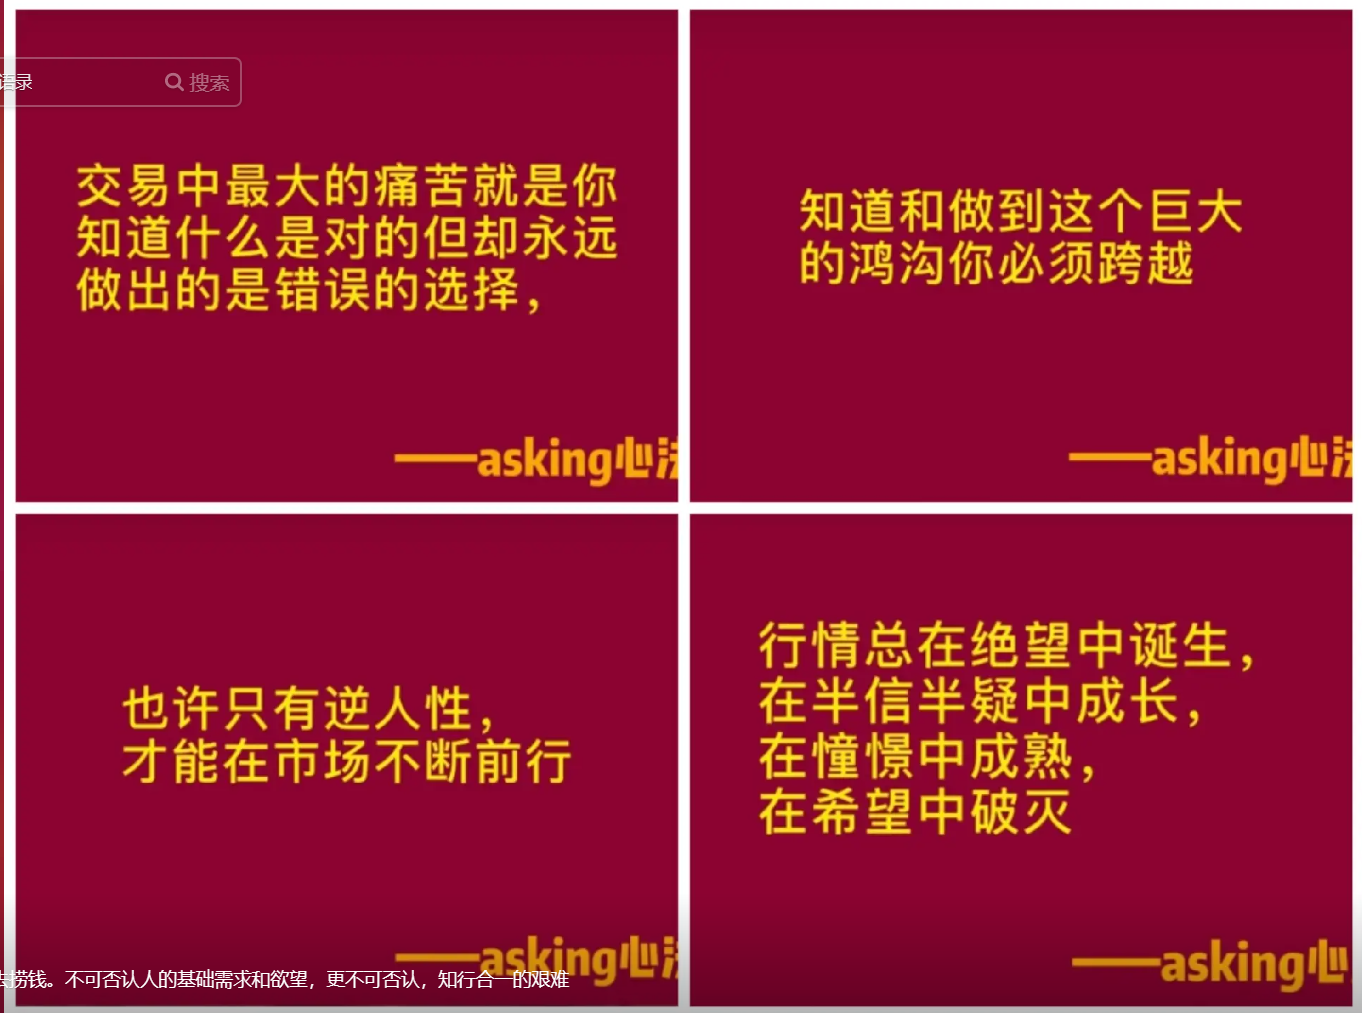 语录
搜索
交易中最大的痛苦就是你
知道什么是对的但却永远
做出的是错误的选择，
——asking心法
知道和做到这个巨大
的鸿沟你必须跨越
——asking心法
也许只有逆人性，
才能在市场不断前行
——asking心法
行情总在绝望中诞生，
在半信半疑中成长，
在憧憬中成熟，
在希望中破灭
——asking心
去捞钱。不可否认人的基础需求和欲望，更不可否认，知行合一的艰难